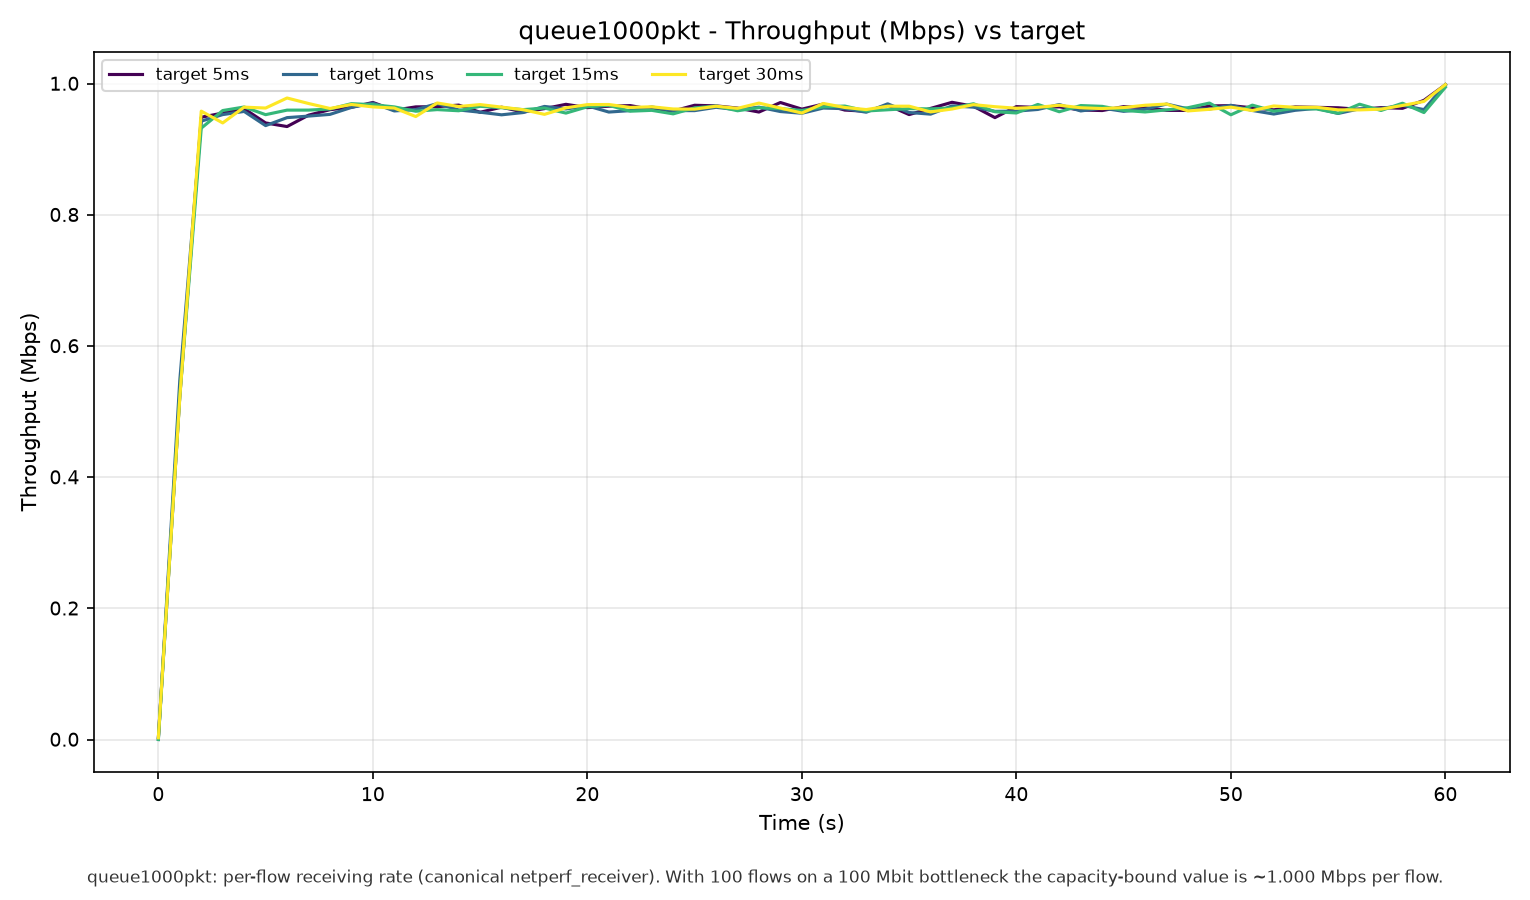 queue1000pkt - Throughput (Mbps) vs target
target 5ms target 10ms target 15ms target 30ms
1.0
0.8
0.6
0.4
0.2
0.0
Throughput (Mbps)
0 10 20 30 40 50 60
Time (s)
queue1000pkt: per-flow receiving rate (canonical netperf_receiver). With 100 flows on a 100 Mbit bottleneck the capacity-bound value is ~1.000 Mbps per flow.